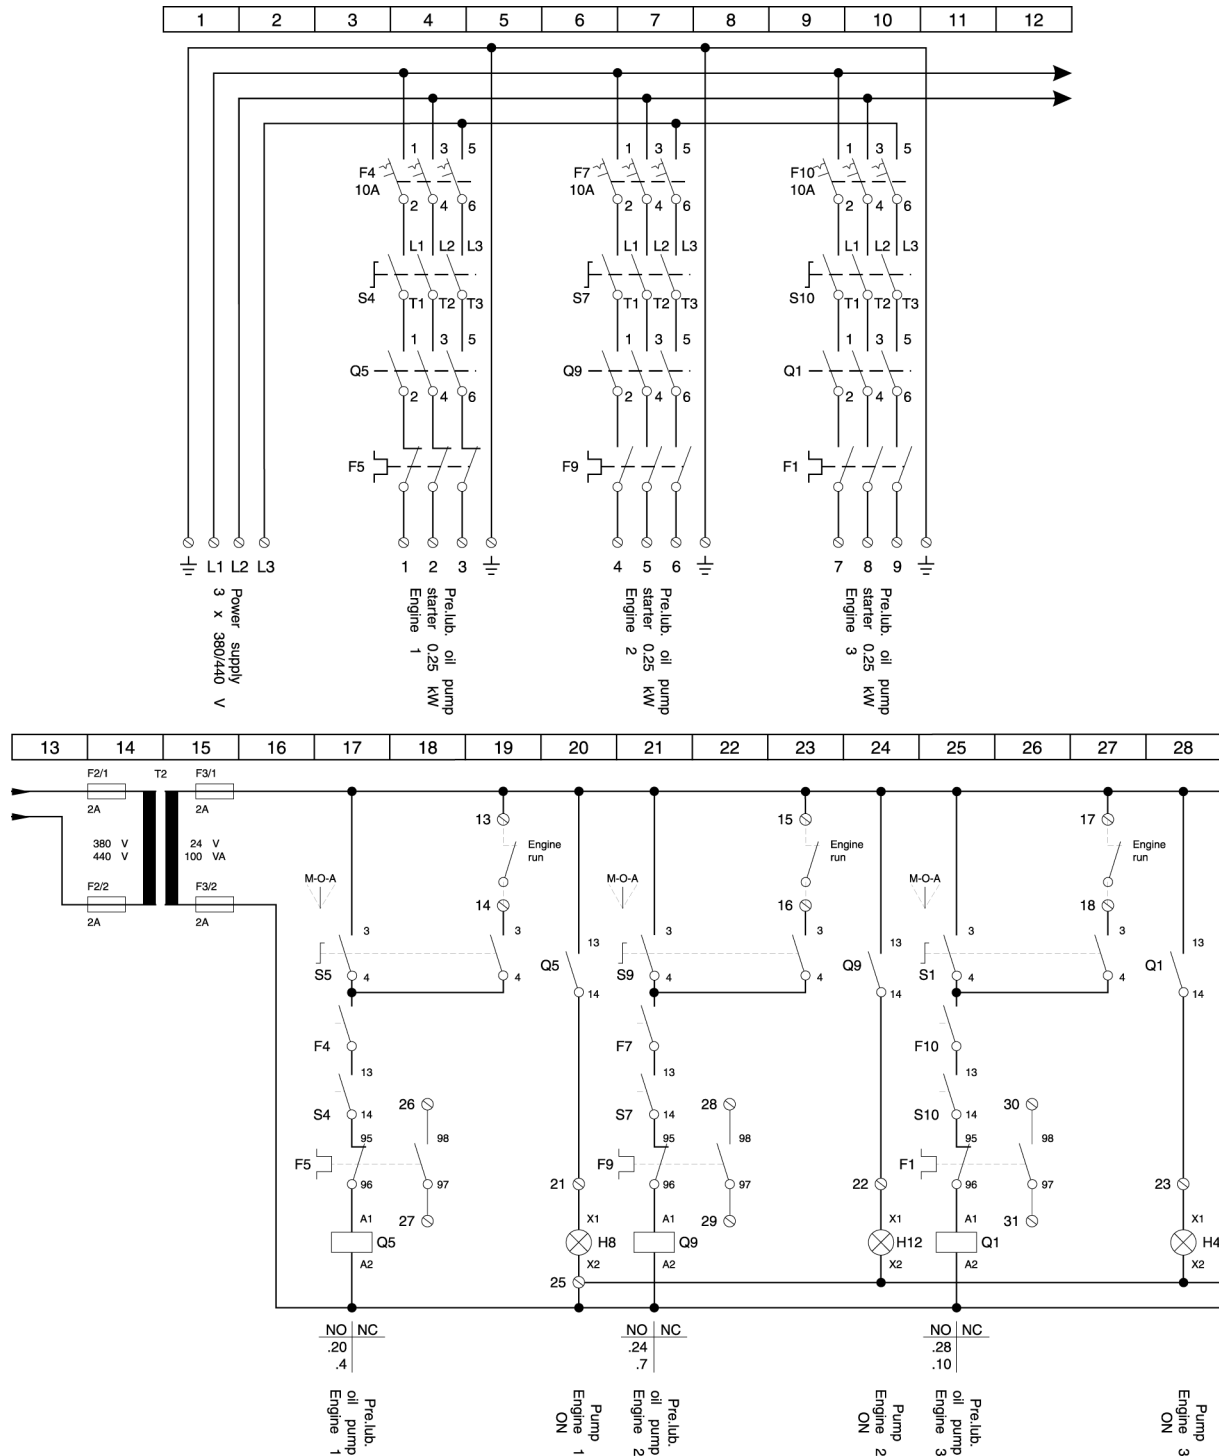 1 2 3 4 5 6 7 8 9 10 11 12
1 3 5 1 3 5 1 3 5
F4 F7 F10
10A 10A 10A
2 4 6 2 4 6 2 4 6
L1 L2 L3 L1 L2 L3 L1 L2 L3
S4 T1 T2 T3 S7 T1 T2 T3 S10 T1 T2 T3
1 3 5 1 3 5 1 3 5
Q5 Q9 Q1
2 4 6 2 4 6 2 4 6
F5 F9 F1
L1 L2 L3 1 2 3 4 5 6 7 8 9
Power supply
3 x 380/440 V
Pre.lub. oil pump
starter 0.25 kW
Engine 1
Pre.lub. oil pump
starter 0.25 kW
Engine 2
Pre.lub. oil pump
starter 0.25 kW
Engine 3
13 14 15 16 17 18 19 20 21 22 23 24 25 26 27 28
F2/1 T2 F3/1
2A 2A
13 15 17
380 V 24 V
440 V 100 VA
Engine
run
Engine
run
Engine
run
F2/2 F3/2
2A 2A
M-O-A M-O-A M-O-A
14 16 18
3 3 3 3 3 3
13 13 13
S5 4 4 Q5 S9 4 4 Q9 S1 4 4 Q1
14 14 14
F4 F7 F10
13 13 13
S4 14 S7 14 S10 14
26 28 30
95 98 95 98 95 98
F5 F9 F1
96 97 21 96 97 22 96 97 23
27 29 31
A1 X1 A1 X1 A1 X1
Q5 H8 Q9 H12 Q1 H4
A2 X2 A2 X2 A2 X2
25
NO NC NO NC NO NC
.20 .24 .28
.4 .7 .10
Pre.lub.
oil pump
Engine 1
Pump
Engine 1
ON
Pre.lub.
oil pump
Engine 2
Pump
Engine 2
ON
Pre.lub.
oil pump
Engine 3
Pump
Engine 3
ON